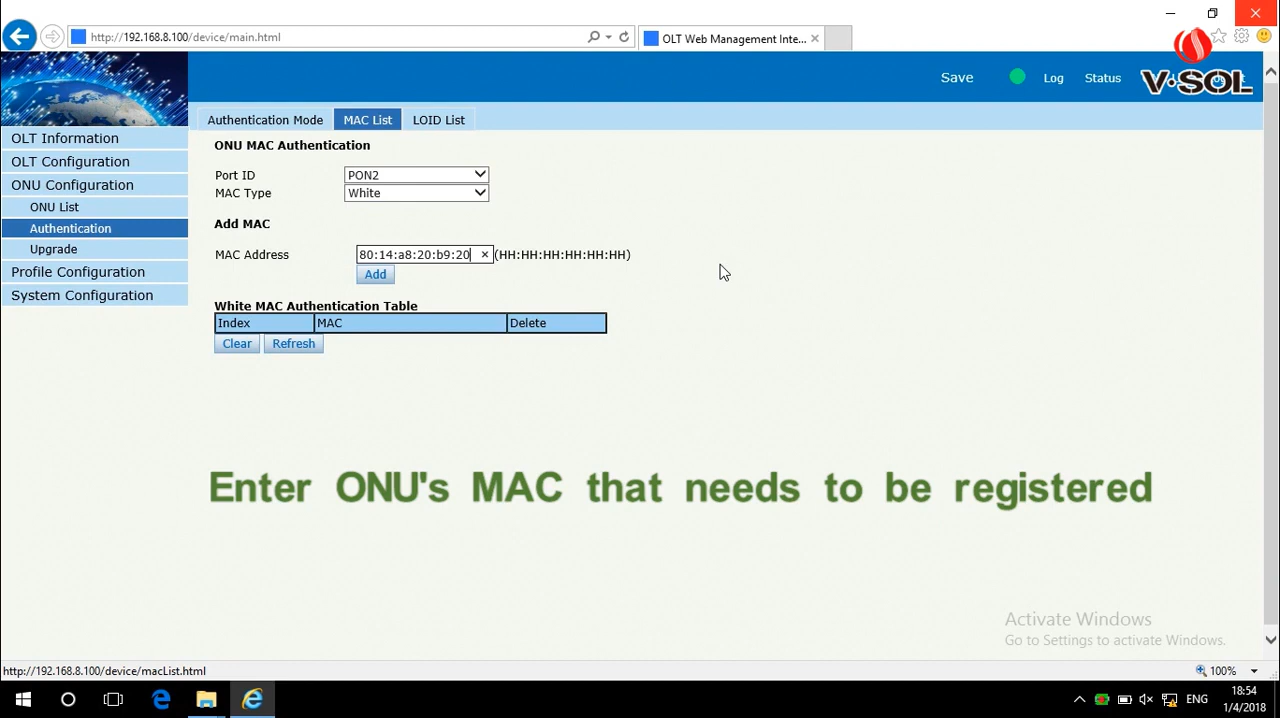 http://192.168.8.100/device/main.html
OLT Web Management Inte...
V·SOL
Save
Log
Status
Authentication Mode
MAC List
LOID List
OLT Information
OLT Configuration
ONU Configuration
ONU List
Authentication
Upgrade
Profile Configuration
System Configuration
ONU MAC Authentication
Port ID PON2
MAC Type White
Add MAC
MAC Address 80:14:a8:20:b9:20 × (HH:HH:HH:HH:HH:HH)
Add
White MAC Authentication Table
Index MAC Delete
Clear Refresh
Enter ONU's MAC that needs to be registered
Activate Windows
Go to Settings to activate Windows.
http://192.168.8.100/device/macList.html
100%
ENG
18:54
1/4/2018